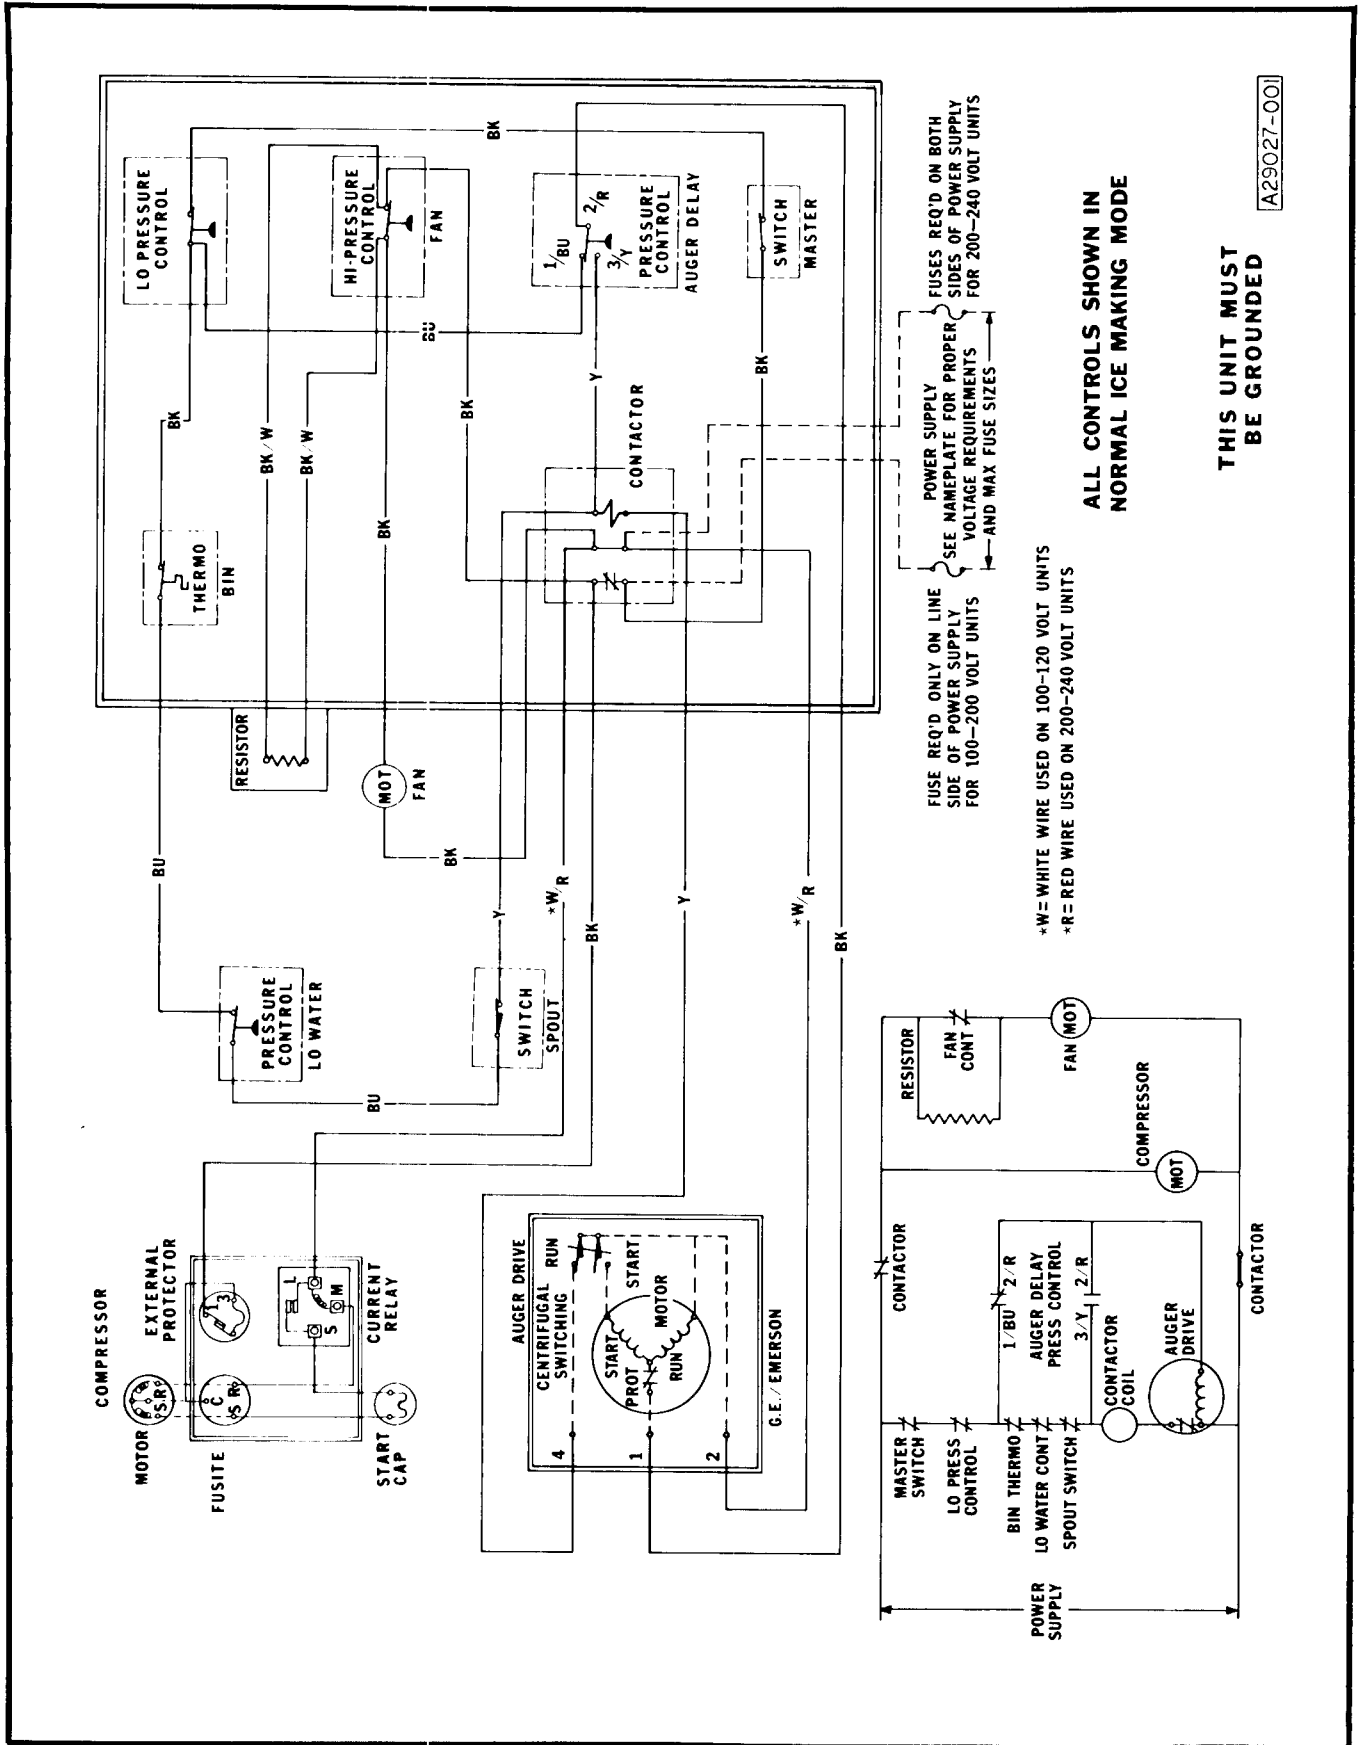 COMPRESSOR
MOTOR
S
R
EXTERNAL
PROTECTOR
1
3
FUSITE
C
S
R
L
M
S
CURRENT
RELAY
START
CAP
PRESSURE
CONTROL
LO WATER
BU
BU
RESISTOR
MOT
FAN
THERMO
BIN
LO PRESSURE
CONTROL
BK
BK/W
BK/W
HI-PRESSURE
CONTROL
FAN
BK
BK
BK
BU
BK
1/BU
2/R
3/Y
PRESSURE
CONTROL
AUGER DELAY
SWITCH
MASTER
Y
BK
CONTACTOR
SWITCH
SPOUT
Y
*W/R
BK
Y
*W/R
BK
AUGER DRIVE
CENTRIFUGAL
SWITCHING
RUN
START
START
MOTOR
PROT
RUN
4
1
2
G.E./EMERSON
FUSE REQ'D ONLY ON LINE
SIDE OF POWER SUPPLY
FOR 100-200 VOLT UNITS
POWER SUPPLY
SEE NAMEPLATE FOR PROPER
VOLTAGE REQUIREMENTS
AND MAX FUSE SIZES
FUSES REQ'D ON BOTH
SIDES OF POWER SUPPLY
FOR 200-240 VOLT UNITS
*W=WHITE WIRE USED ON 100-120 VOLT UNITS
*R=RED WIRE USED ON 200-240 VOLT UNITS
ALL CONTROLS SHOWN IN
NORMAL ICE MAKING MODE
THIS UNIT MUST
BE GROUNDED
A29027-001
POWER
SUPPLY
MASTER
SWITCH
LO PRESS
CONTROL
BIN THERMO
LO WATER CONT
SPOUT SWITCH
CONTACTOR
1/BU
2/R
AUGER DELAY
PRESS CONTROL
3/Y
2/R
CONTACTOR
COIL
AUGER
DRIVE
CONTACTOR
COMPRESSOR
MOT
RESISTOR
FAN
CONT
FAN
MOT